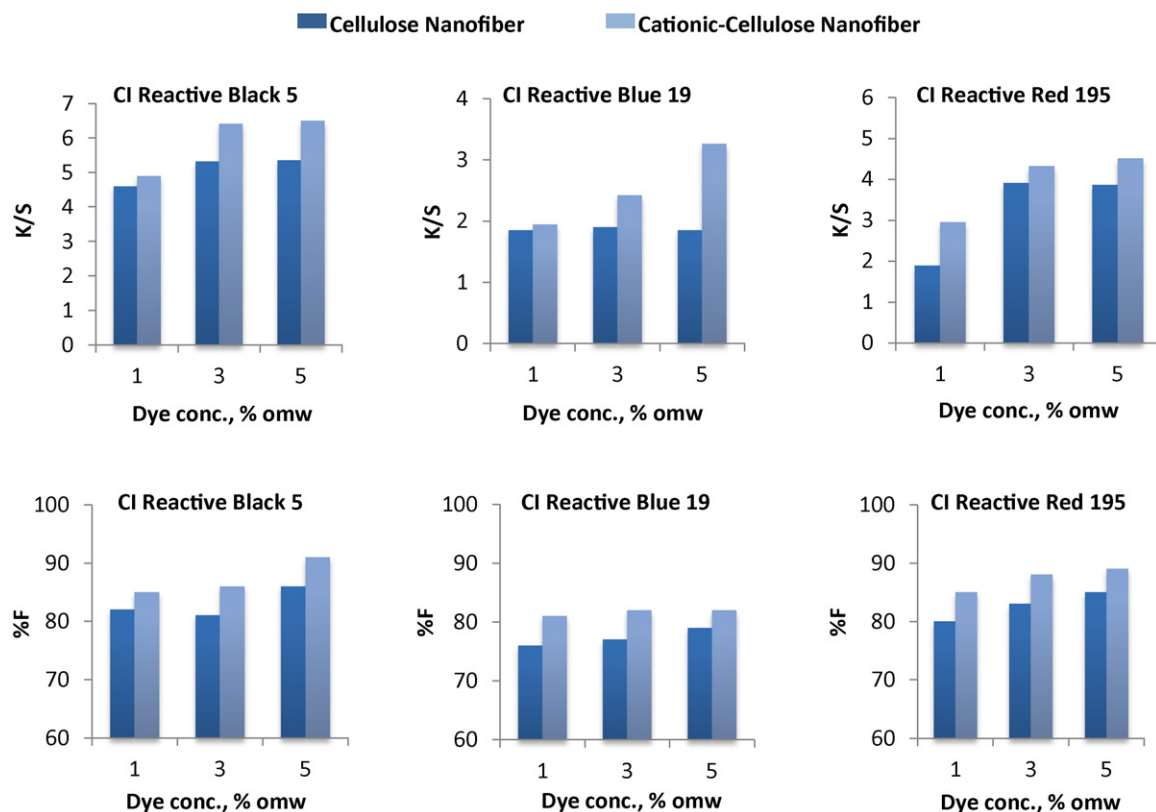 Cellulose Nanofiber Cationic-Cellulose Nanofiber
CI Reactive Black 5
7
6
5
4
3
2
1
0
K/S
1 3 5
Dye conc., % omw
CI Reactive Blue 19
4
3
2
1
0
K/S
1 3 5
Dye conc., % omw
CI Reactive Red 195
6
5
4
3
2
1
0
K/S
1 3 5
Dye conc., % omw
CI Reactive Black 5
100
90
80
70
60
%F
1 3 5
Dye conc., % omw
CI Reactive Blue 19
100
90
80
70
60
%F
1 3 5
Dye conc., % omw
CI Reactive Red 195
100
90
80
70
60
%F
1 3 5
Dye conc., % omw